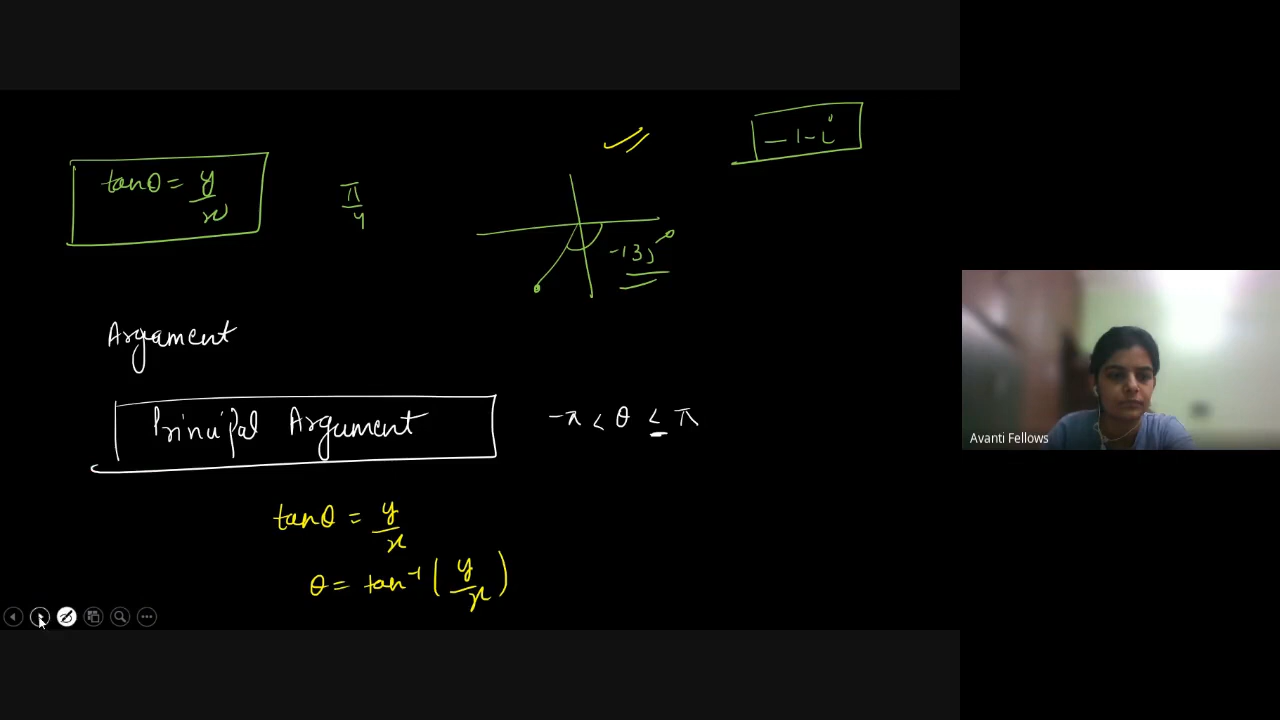 -1-i
tanθ = y/x
π/4
-135°
Argument
Principal Argument
-π < θ ≤ π
tanθ = y/x
θ = tan⁻¹(y/x)
Avanti Fellows